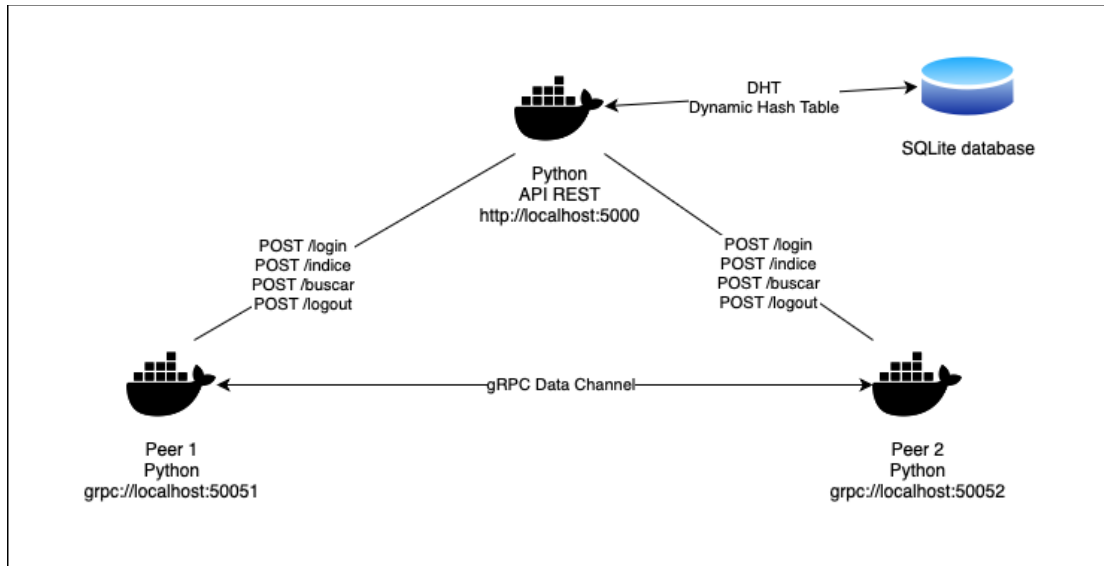 DHT
Dynamic Hash Table
SQLite database
Python
API REST
http://localhost:5000
POST /login
POST /indice
POST /buscar
POST /logout
POST /login
POST /indice
POST /buscar
POST /logout
gRPC Data Channel
Peer 1
Python
grpc://localhost:50051
Peer 2
Python
grpc://localhost:50052